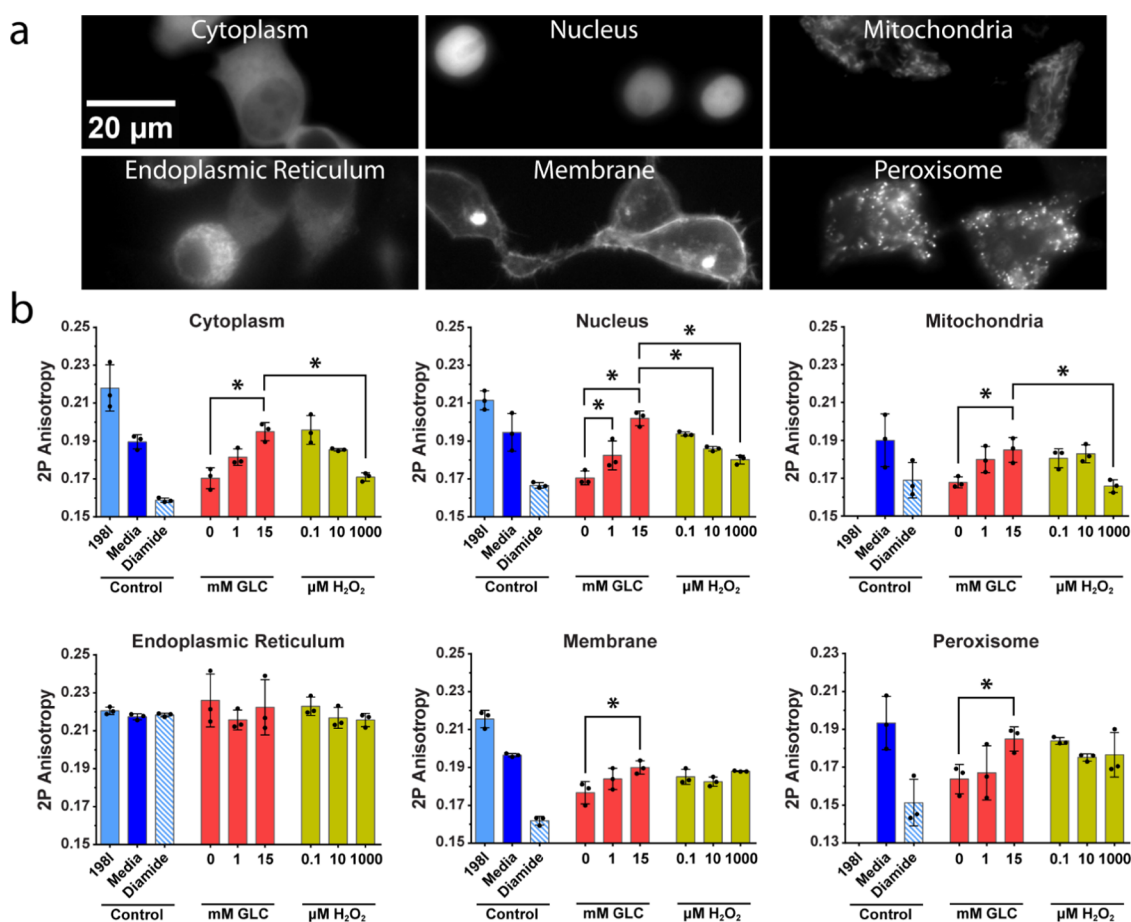 a
Cytoplasm
Nucleus
Mitochondria
20 µm
Endoplasmic Reticulum
Membrane
Peroxisome
b
Cytoplasm
0.25
0.23
0.21
0.19
0.17
0.15
2P Anisotropy
*
*
198I
Media
Diamide
0
1
15
0.1
10
1000
Control
mM GLC
µM H₂O₂
Nucleus
0.25
0.23
0.21
0.19
0.17
0.15
2P Anisotropy
*
*
*
*
198I
Media
Diamide
0
1
15
0.1
10
1000
Control
mM GLC
µM H₂O₂
Mitochondria
0.25
0.23
0.21
0.19
0.17
0.15
2P Anisotropy
*
*
198I
Media
Diamide
0
1
15
0.1
10
1000
Control
mM GLC
µM H₂O₂
Endoplasmic Reticulum
0.25
0.23
0.21
0.19
0.17
0.15
2P Anisotropy
198I
Media
Diamide
0
1
15
0.1
10
1000
Control
mM GLC
µM H₂O₂
Membrane
0.25
0.23
0.21
0.19
0.17
0.15
2P Anisotropy
*
198I
Media
Diamide
0
1
15
0.1
10
1000
Control
mM GLC
µM H₂O₂
Peroxisome
0.23
0.21
0.19
0.17
0.15
0.13
2P Anisotropy
*
198I
Media
Diamide
0
1
15
0.1
10
1000
Control
mM GLC
µM H₂O₂